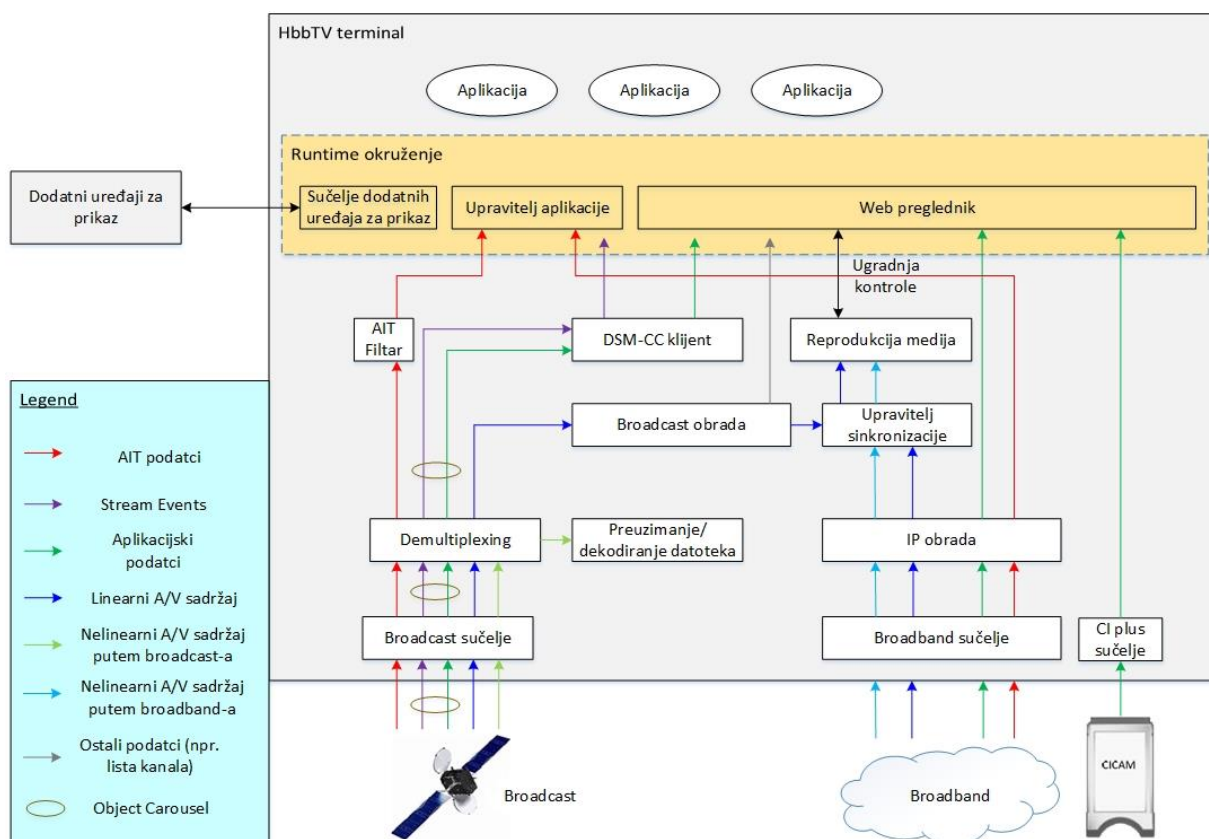 HbbTV terminal
Aplikacija
Aplikacija
Aplikacija
Runtime okruženje
Dodatni uređaji za
prikaz
Sučelje dodatnih
uređaja za prikaz
Upravitelj aplikacije
Web preglednik
Ugradnja
kontrole
AIT
Filtar
DSM-CC klijent
Reprodukcija medija
Broadcast obrada
Upravitelj
sinkronizacije
Demultiplexing
Preuzimanje/
dekodiranje datoteka
IP obrada
Broadcast sučelje
Broadband sučelje
CI plus
sučelje
Broadcast
Broadband
CICAM
Legend
AIT podatci
Stream Events
Aplikacijski
podatci
Linearni A/V sadržaj
Nelinearni A/V sadržaj
putem broadcast-a
Nelinearni A/V sadržaj
putem broadband-a
Ostali podatci (npr.
lista kanala)
Object Carousel